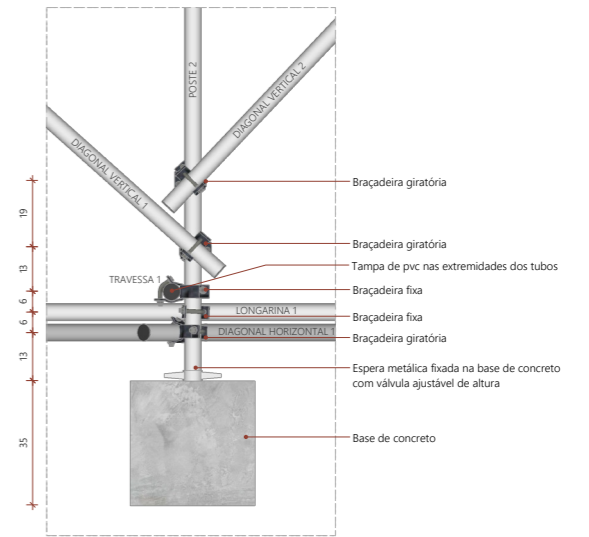 POSTE 2
DIAGONAL VERTICAL 2
DIAGONAL VERTICAL 1
Braçadeira giratória
19
Braçadeira giratória
13
Tampa de pvc nas extremidades dos tubos
TRAVESSA 1
Braçadeira fixa
6
LONGARINA 1
Braçadeira fixa
6
DIAGONAL HORIZONTAL 1
Braçadeira giratória
13
Espera metálica fixada na base de concreto
com válvula ajustável de altura
35
Base de concreto